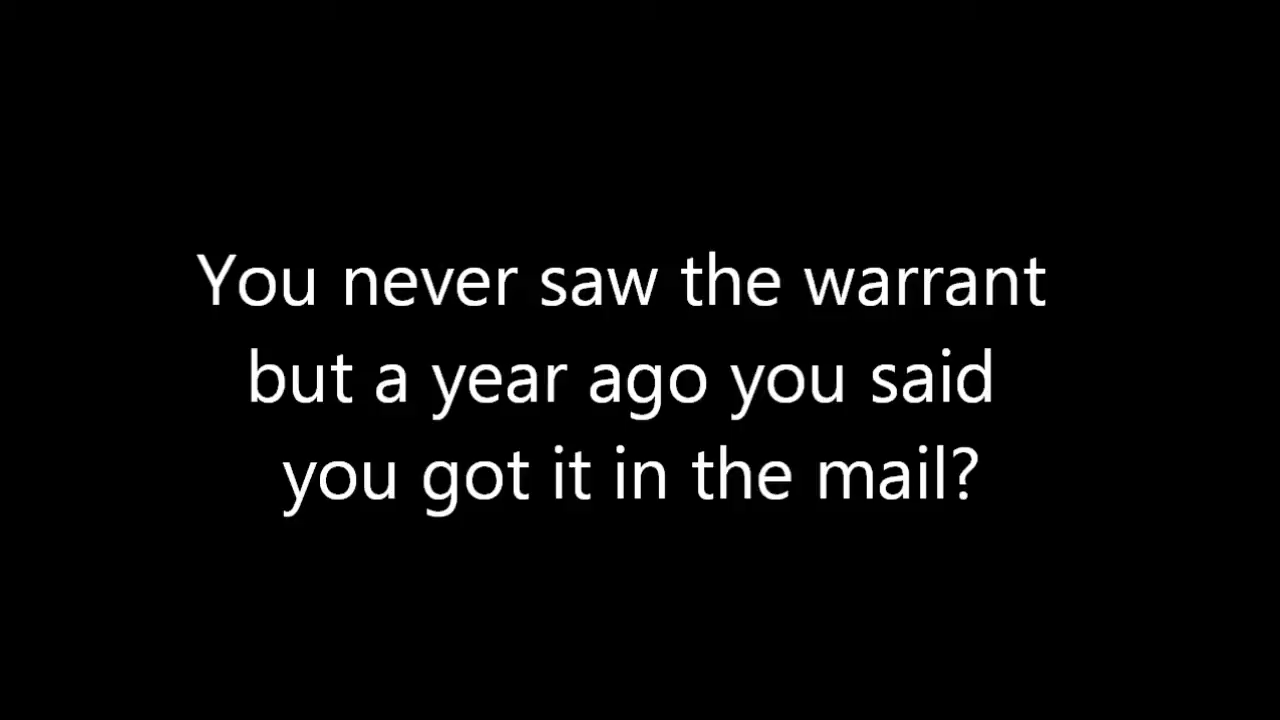 You never saw the warrant
but a year ago you said
you got it in the mail?